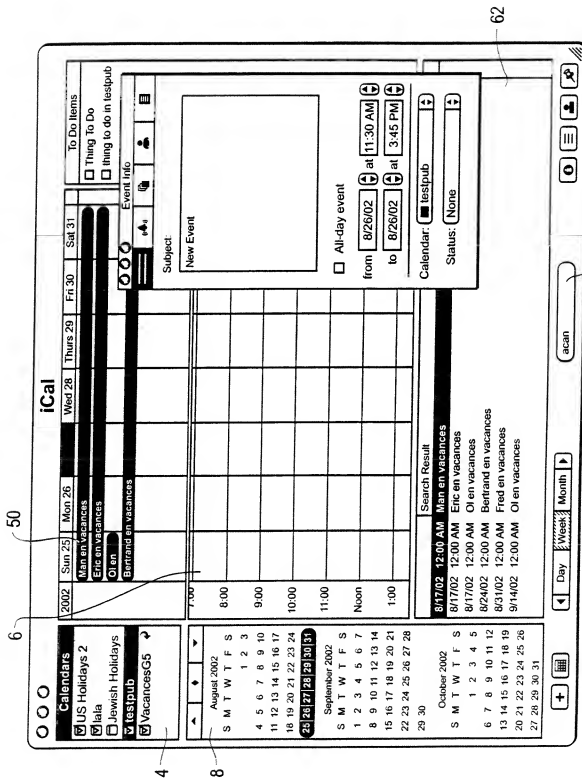 iCal
50
6
62
4
8
Calendars
US Holidays 2
lala
Jewish Holidays
testpub
VacancesG5
2002
Sun 25
Mon 26
Wed 28
Thurs 29
Fri 30
Sat 31
Man en vacances
Eric en vacances
Ol en
Bertrand en vacances
7:00
8:00
9:00
10:00
11:00
Noon
1:00
To Do Items
Thing To Do
thing to do in testpub
Event Info
Subject:
New Event
All-day event
from 8/26/02 at 11:30 AM
to 8/26/02 at 3:45 PM
Calendar: testpub
Status: None
August 2002
S M T W T F S
1 2 3
4 5 6 7 8 9 10
11 12 13 14 15 16 17
18 19 20 21 22 23 24
25 26 27 28 29 30 31
September 2002
S M T W T F S
1 2 3 4 5 6 7
8 9 10 11 12 13 14
15 16 17 18 19 20 21
22 23 24 25 26 27 28
29 30
October 2002
S M T W T F S
1 2 3 4 5
6 7 8 9 10 11 12
13 14 15 16 17 18 19
20 21 22 23 24 25 26
27 28 29 30 31
Search Result
8/17/02 12:00 AM Man en vacances
8/17/02 12:00 AM Eric en vacances
8/17/02 12:00 AM Ol en vacances
8/24/02 12:00 AM Bertrand en vacances
8/31/02 12:00 AM Fred en vacances
9/14/02 12:00 AM Ol en vacances
Day Week Month
acan